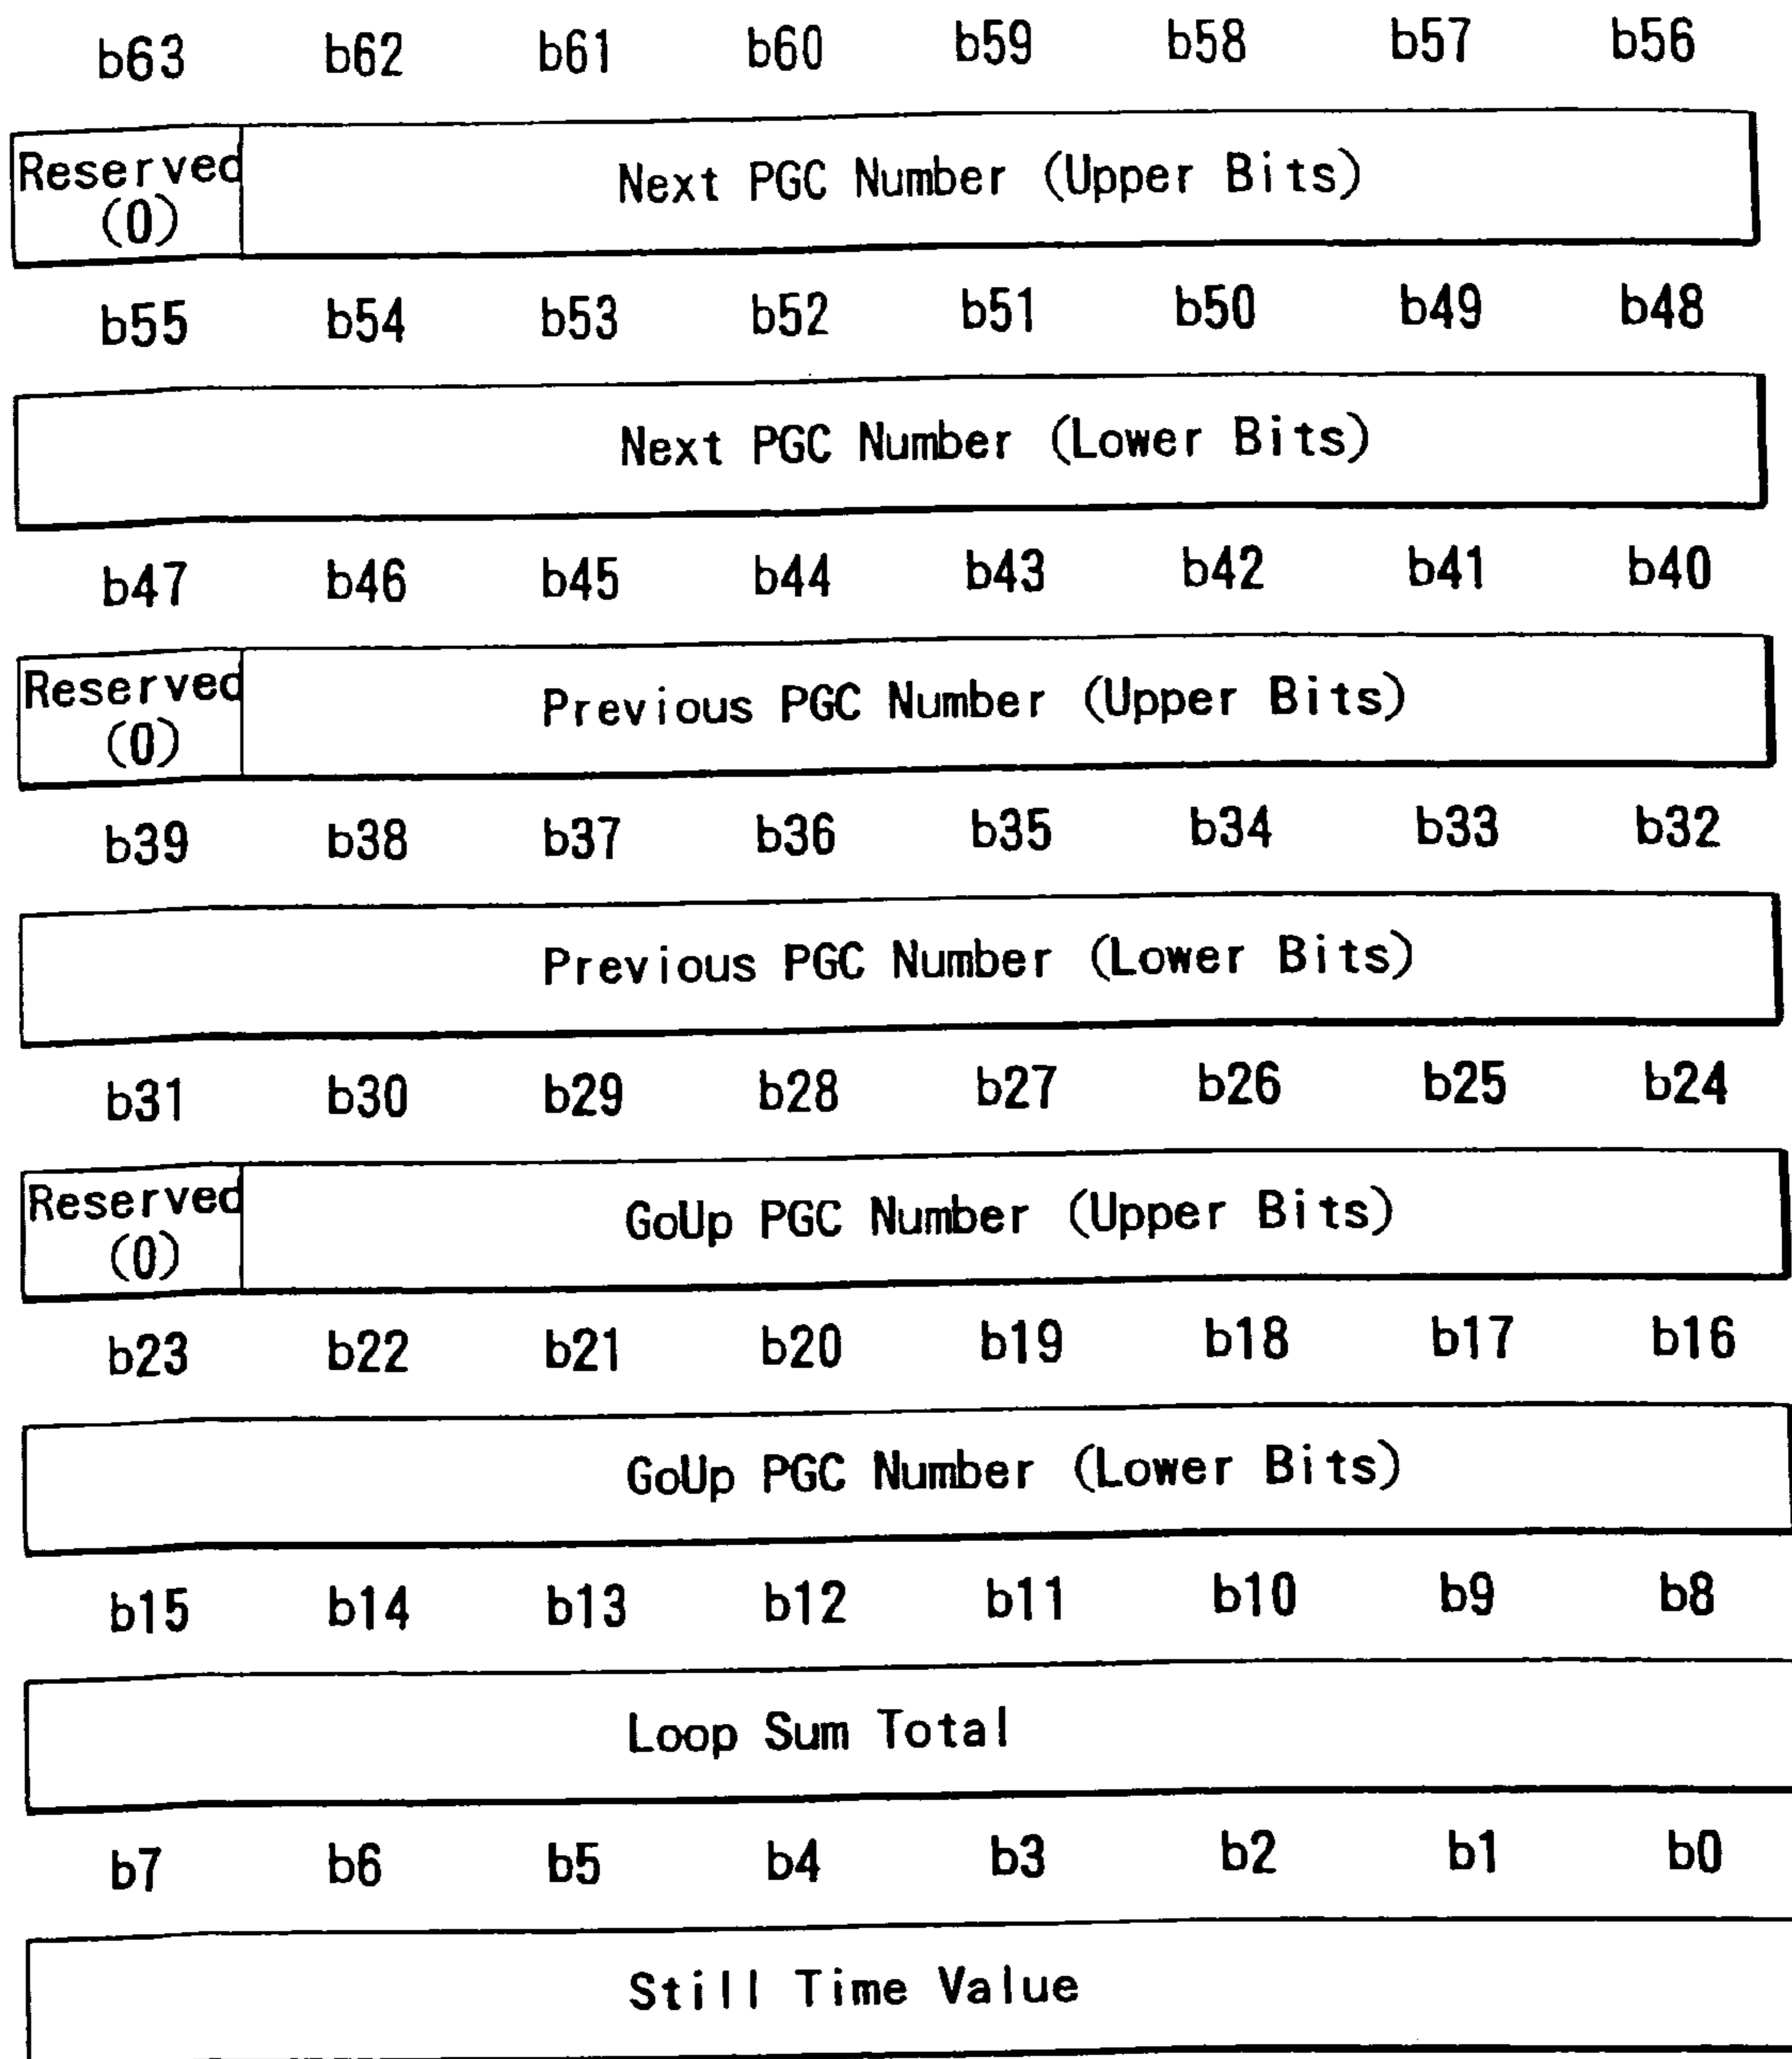 b63 b62 b61 b60 b59 b58 b57 b56
Reserved
(0)
Next PGC Number (Upper Bits)
b55 b54 b53 b52 b51 b50 b49 b48
Next PGC Number (Lower Bits)
b47 b46 b45 b44 b43 b42 b41 b40
Reserved
(0)
Previous PGC Number (Upper Bits)
b39 b38 b37 b36 b35 b34 b33 b32
Previous PGC Number (Lower Bits)
b31 b30 b29 b28 b27 b26 b25 b24
Reserved
(0)
GoUp PGC Number (Upper Bits)
b23 b22 b21 b20 b19 b18 b17 b16
GoUp PGC Number (Lower Bits)
b15 b14 b13 b12 b11 b10 b9 b8
Loop Sum Total
b7 b6 b5 b4 b3 b2 b1 b0
Still Time Value